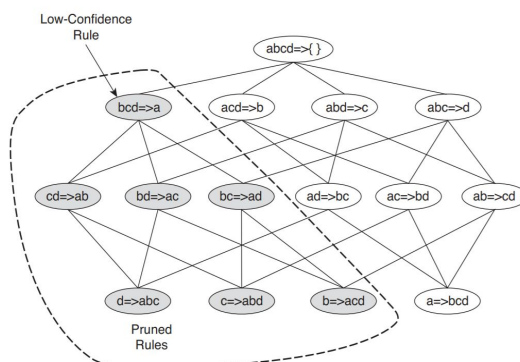 Low-Confidence
Rule
abcd=>{ }
bcd=>a
acd=>b
abd=>c
abc=>d
cd=>ab
bd=>ac
bc=>ad
ad=>bc
ac=>bd
ab=>cd
d=>abc
c=>abd
b=>acd
a=>bcd
Pruned
Rules